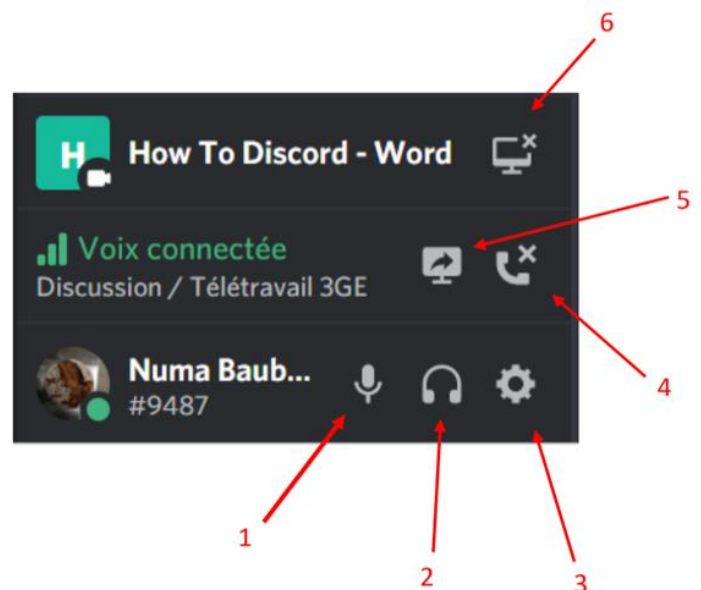 6
H How To Discord - Word
5
Voix connectée
Discussion / Télétravail 3GE
4
Numa Baub...
#9487
1
2
3